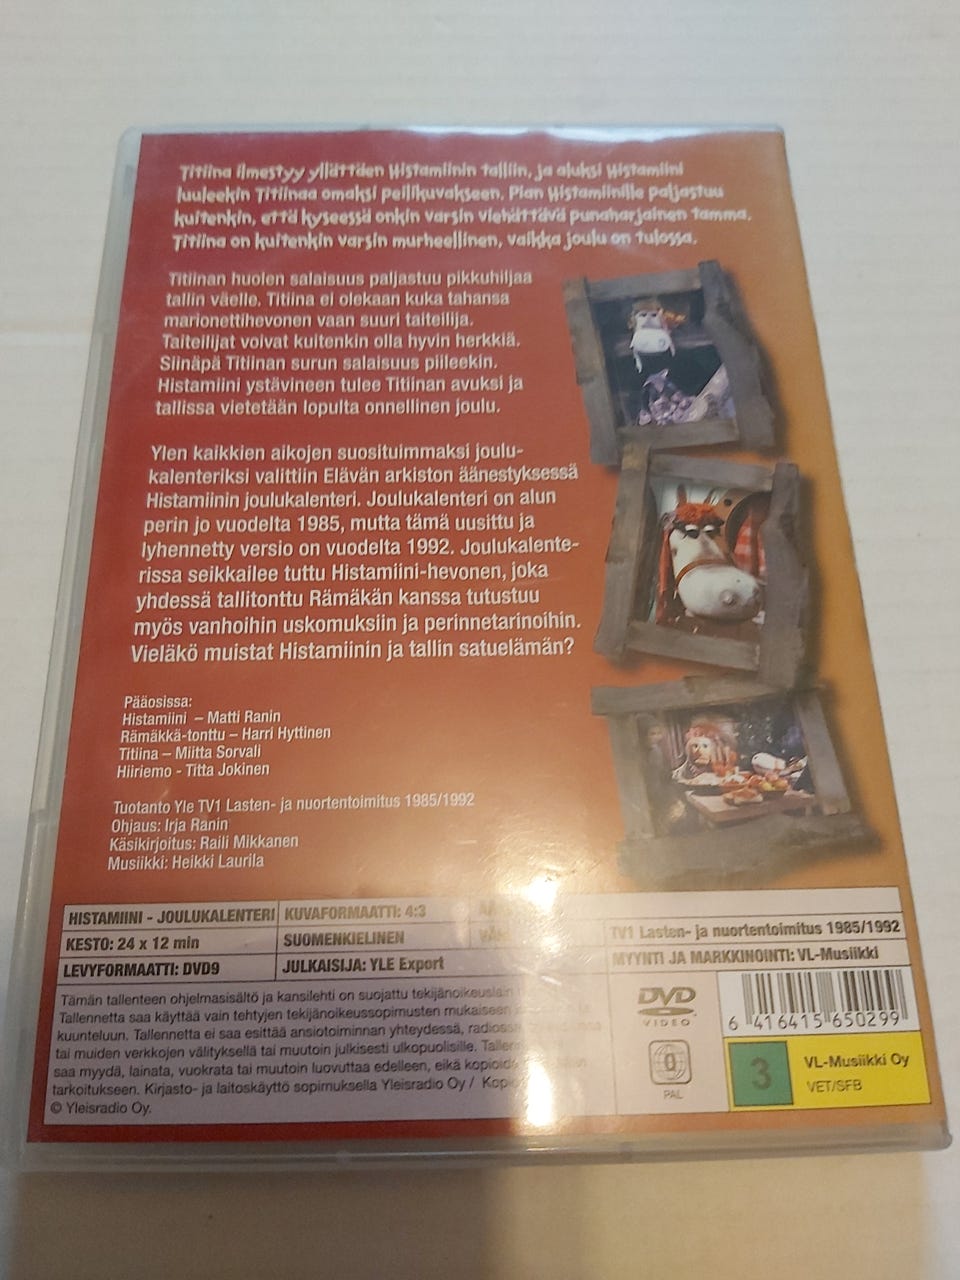 Titiina ilmestyy yllättäen Histamiinin talliin, ja aluksi Histamiini
luuleekin Titiinaa omaksi peilikuvakseen. Pian Histamiinille paljastuu
kuitenkin, että kyseessä onkin varsin viehättävä punaharjainen tamma.
Titiina on kuitenkin varsin murheellinen, vaikka joulu on tulossa.
Titiinan huolen salaisuus paljastuu pikkuhiljaa
tallin väelle. Titiina ei olekaan kuka tahansa
marionettihevonen vaan suuri taiteilija.
Taiteilijat voivat kuitenkin olla hyvin herkkiä.
Siinäpä Titiinan surun salaisuus piileekin.
Histamiini ystävineen tulee Titiinan avuksi ja
tallissa vietetään lopulta onnellinen joulu.
Ylen kaikkien aikojen suosituimmaksi joulu-
kalenteriksi valittiin Elävän arkiston äänestyksessä
Histamiinin joulukalenteri. Joulukalenteri on alun
perin jo vuodelta 1985, mutta tämä uusittu ja
lyhennetty versio on vuodelta 1992. Joulukalente-
rissa seikkailee tuttu Histamiini-hevonen, joka
yhdessä tallitonttu Rämäkän kanssa tutustuu
myös vanhoihin uskomuksiin ja perinnetarinoihin.
Vieläkö muistat Histamiinin ja tallin satuelämän?
Pääosissa:
Histamiini – Matti Ranin
Rämäkkä-tonttu – Harri Hyttinen
Titiina – Miitta Sorvali
Hiiriemo - Titta Jokinen
Tuotanto Yle TV1 Lasten- ja nuortentoimitus 1985/1992
Ohjaus: Irja Ranin
Käsikirjoitus: Raili Mikkanen
Musiikki: Heikki Laurila
HISTAMIINI - JOULUKALENTERI KUVAFORMAATTI: 4:3
KESTO: 24 x 12 min SUOMENKIELINEN TV1 Lasten- ja nuortentoimitus 1985/1992
LEVYFORMAATTI: DVD9 JULKAISIJA: YLE Export MYYNTI JA MARKKINOINTI: VL-Musiikki
Tämän tallenteen ohjelmasisältö ja kansilehti on suojattu tekijänoikeuslain
Tallennetta saa käyttää vain tehtyjen tekijänoikeussopimusten mukaiseen
kuunteluun. Tallennetta ei saa esittää ansiotoiminnan yhteydessä,
tai muiden verkkojen välityksellä tai muutoin julkisesti ulkopuolisille.
saa myydä, lainata, vuokrata tai muutoin luovuttaa edelleen, eikä
tarkoitukseen. Kirjasto- ja laitoskäyttö sopimuksella Yleisradio Oy /
© Yleisradio Oy.
DVD
VIDEO
0
PAL
6 416415 650299
3
VL-Musiikki Oy
VET/SFB